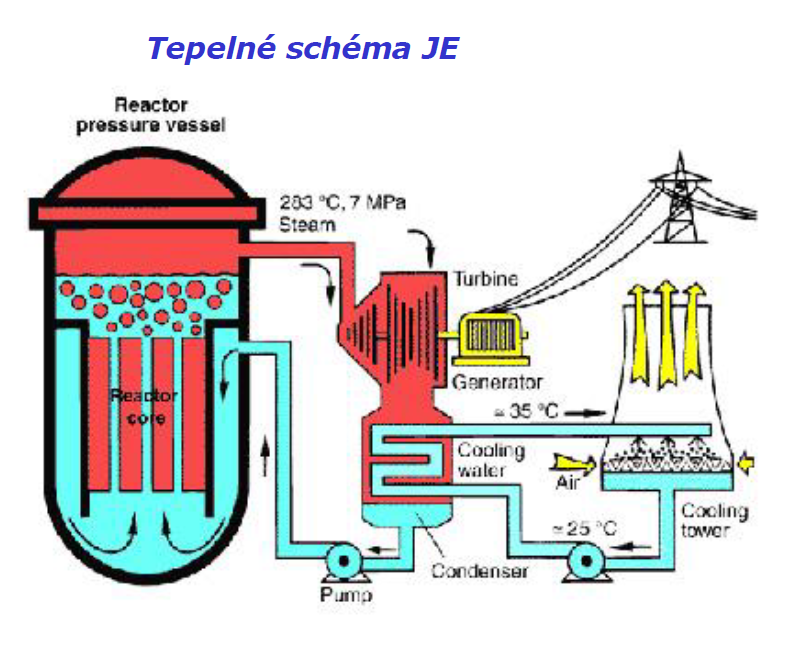 Tepelné schéma JE
Reactor
pressure vessel
283 °C, 7 MPa
Steam
Turbine
Generator
≃ 35 °C
Reactor
core
Cooling
water
Air
Cooling
tower
≃ 25 °C
Condenser
Pump